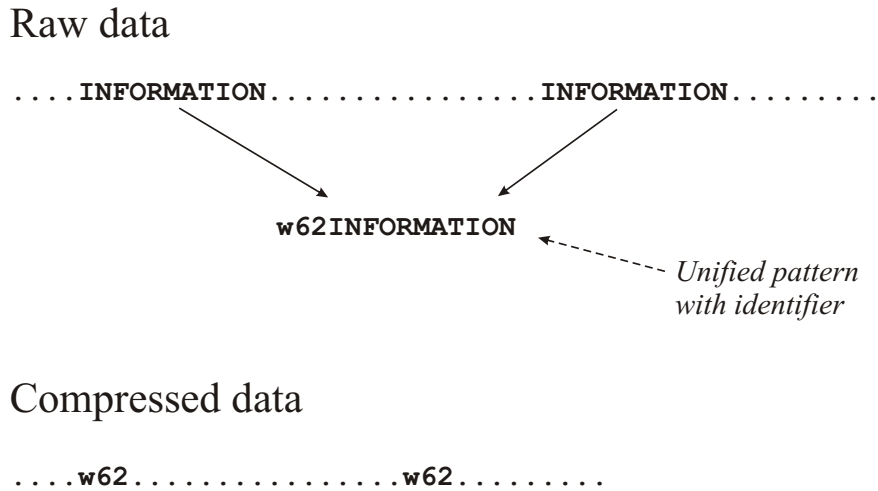 Raw data
....INFORMATION................INFORMATION.........
w62INFORMATION
Unified pattern
with identifier
Compressed data
....w62................w62.........